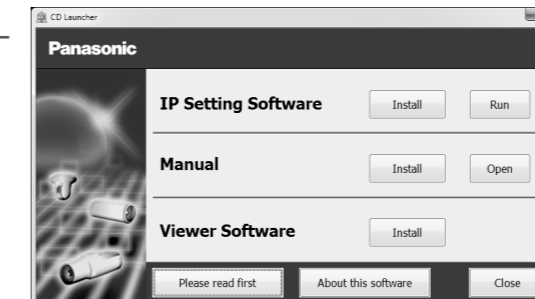 CD Launcher
Panasonic
IP Setting Software Install Run
Manual Install Open
Viewer Software Install
Please read first About this software Close